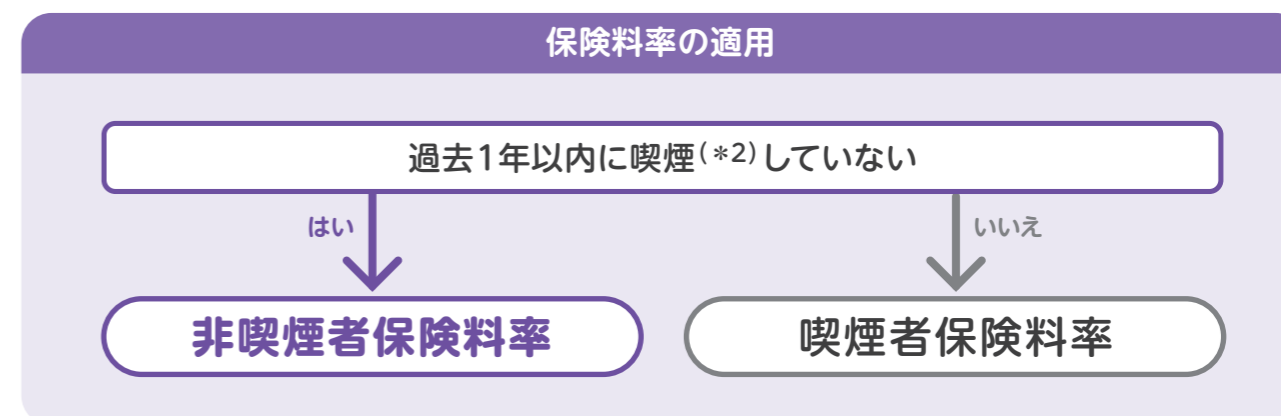 保険料率の適用
過去1年以内に喫煙(*2)していない
はい
いいえ
非喫煙者保険料率
喫煙者保険料率